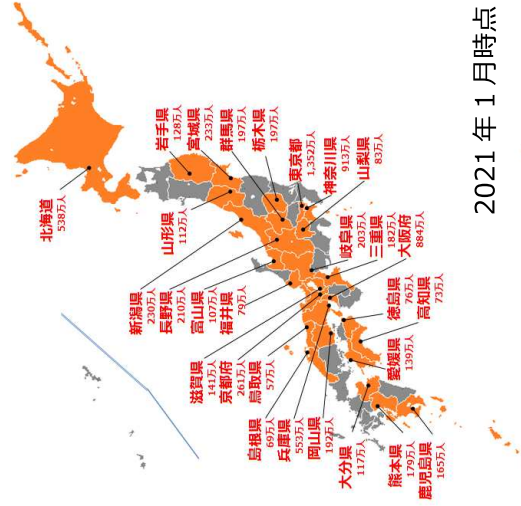 北海道
538万人
岩手県
128万人
宮城県
233万人
群馬県
197万人
栃木県
197万人
東京都
1,352万人
神奈川県
913万人
山梨県
83万人
山形県
112万人
新潟県
230万人
長野県
210万人
富山県
107万人
福井県
79万人
岐阜県
203万人
三重県
182万人
大阪府
884万人
滋賀県
141万人
京都府
261万人
鳥取県
57万人
徳島県
76万人
高知県
73万人
島根県
69万人
兵庫県
553万人
岡山県
192万人
愛媛県
139万人
大分県
117万人
熊本県
179万人
鹿児島県
165万人
2021 年 1 月時点